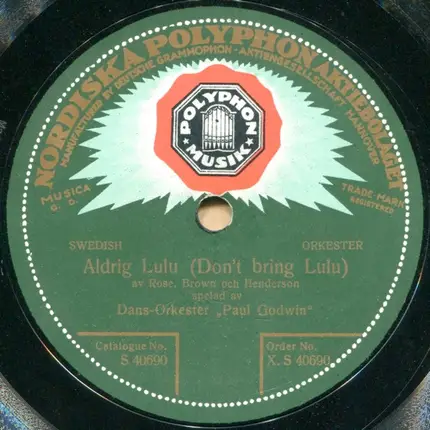 NORDISKA POLYPHON AKTIEBOLAGET
MANUFACTURED BY DEUTSCHE GRAMMOPHON-AKTIENGESELLSCHAFT HANNOVER
POLYPHON
MUSIK
MUSICA
TRADE-MARK
REGISTERED
SWEDISH ORKESTER
Aldrig Lulu (Don't bring Lulu)
av Rose, Brown och Henderson
spelad av
Dans-Orkester „Paul Godwin"
Catalogue No.
S 40690
Order No.
X. S 40690